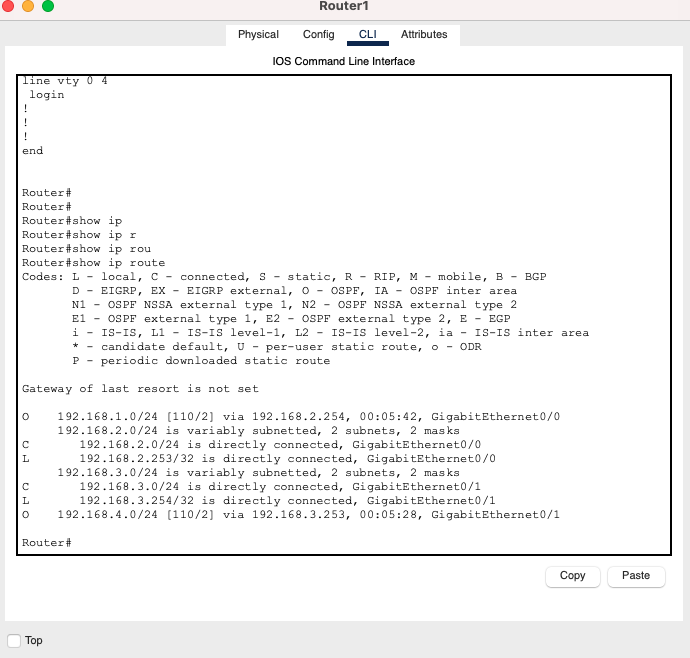 Router1
Physical Config CLI Attributes
IOS Command Line Interface
line vty 0 4
 login
!
!
!
end
Router#
Router#
Router#show ip
Router#show ip r
Router#show ip rou
Router#show ip route
Codes: L - local, C - connected, S - static, R - RIP, M - mobile, B - BGP
       D - EIGRP, EX - EIGRP external, O - OSPF, IA - OSPF inter area
       N1 - OSPF NSSA external type 1, N2 - OSPF NSSA external type 2
       E1 - OSPF external type 1, E2 - OSPF external type 2, E - EGP
       i - IS-IS, L1 - IS-IS level-1, L2 - IS-IS level-2, ia - IS-IS inter area
       * - candidate default, U - per-user static route, o - ODR
       P - periodic downloaded static route
Gateway of last resort is not set
O    192.168.1.0/24 [110/2] via 192.168.2.254, 00:05:42, GigabitEthernet0/0
     192.168.2.0/24 is variably subnetted, 2 subnets, 2 masks
C       192.168.2.0/24 is directly connected, GigabitEthernet0/0
L       192.168.2.253/32 is directly connected, GigabitEthernet0/0
     192.168.3.0/24 is variably subnetted, 2 subnets, 2 masks
C       192.168.3.0/24 is directly connected, GigabitEthernet0/1
L       192.168.3.254/32 is directly connected, GigabitEthernet0/1
O    192.168.4.0/24 [110/2] via 192.168.3.253, 00:05:28, GigabitEthernet0/1
Router#
Copy Paste
Top